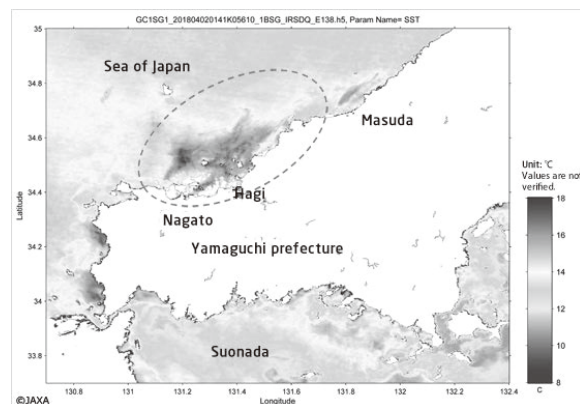 GC1SG1_201804020141K05610_1BSG_IRSDQ_E138.h5, Param Name= SST
35
34.8
34.6
34.4
34.2
34
33.8
Latitude
Sea of Japan
Masuda
Hagi
Nagato
Yamaguchi prefecture
Suonada
Unit: ℃
Values are not
verified.
18
16
14
12
10
8
C
130.8
131
131.2
131.4
131.6
131.8
132
132.2
132.4
Longitude
©JAXA